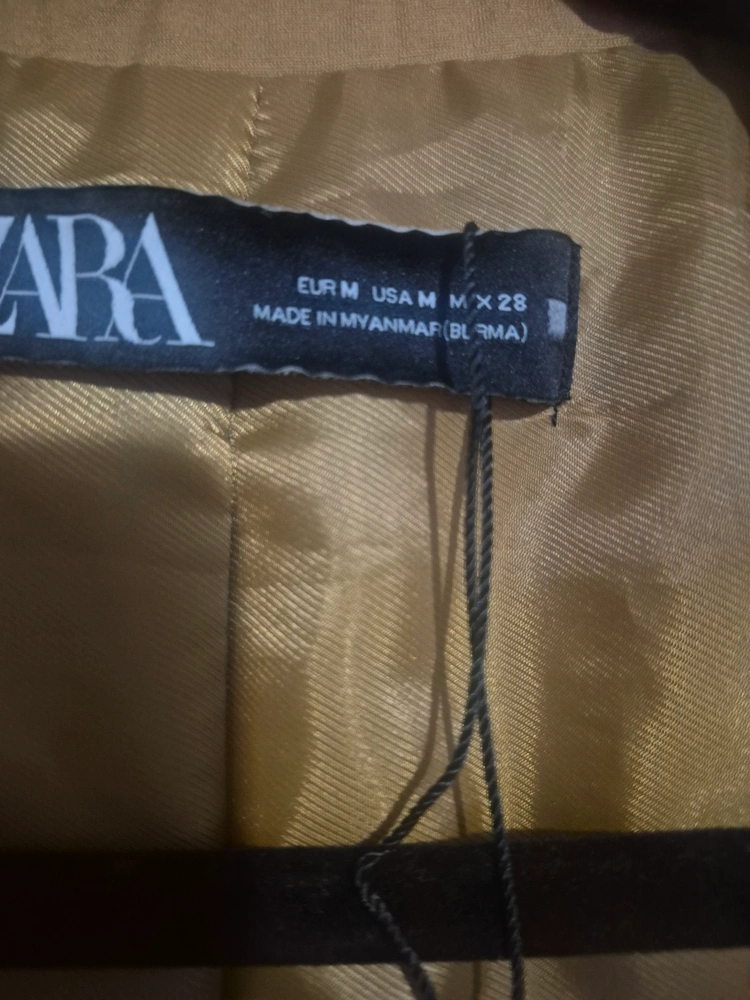 ZARA
EUR M USA M MEX 28
MADE IN MYANMAR (BURMA)